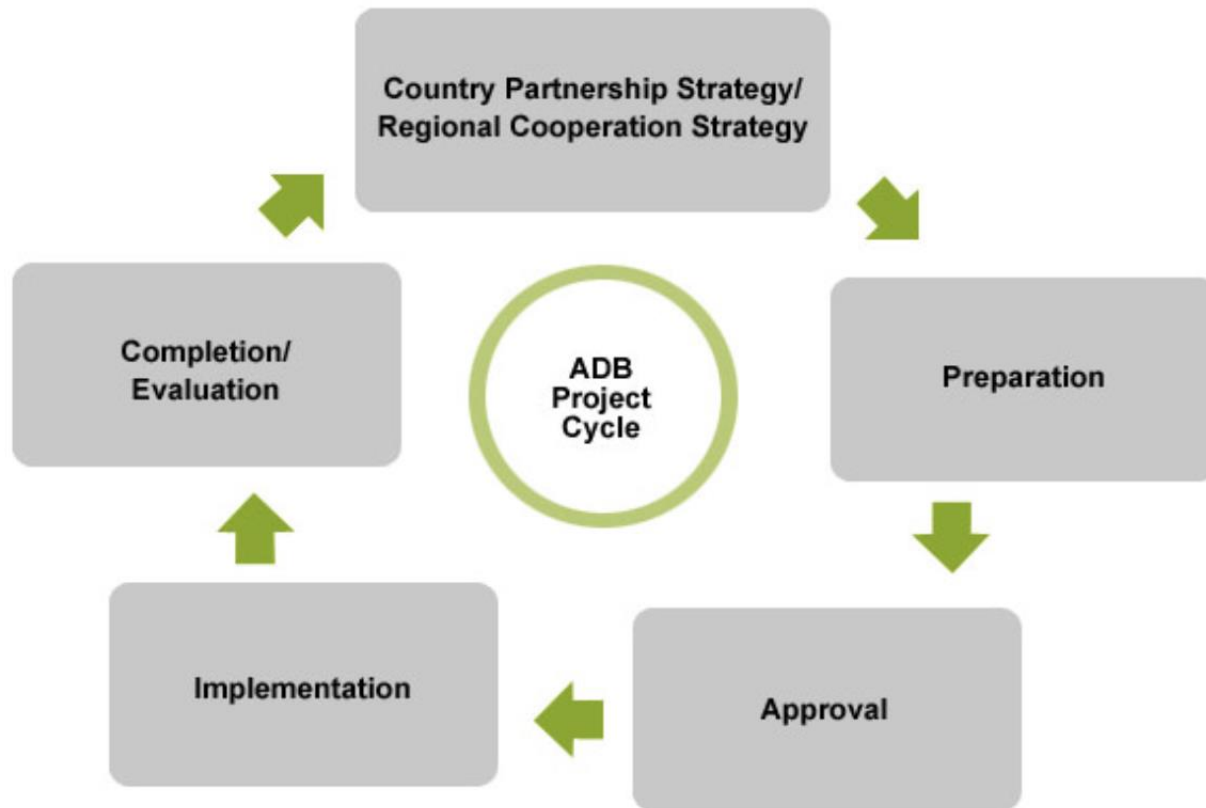 Country Partnership Strategy/
Regional Cooperation Strategy
Preparation
Approval
Implementation
Completion/
Evaluation
ADB
Project
Cycle